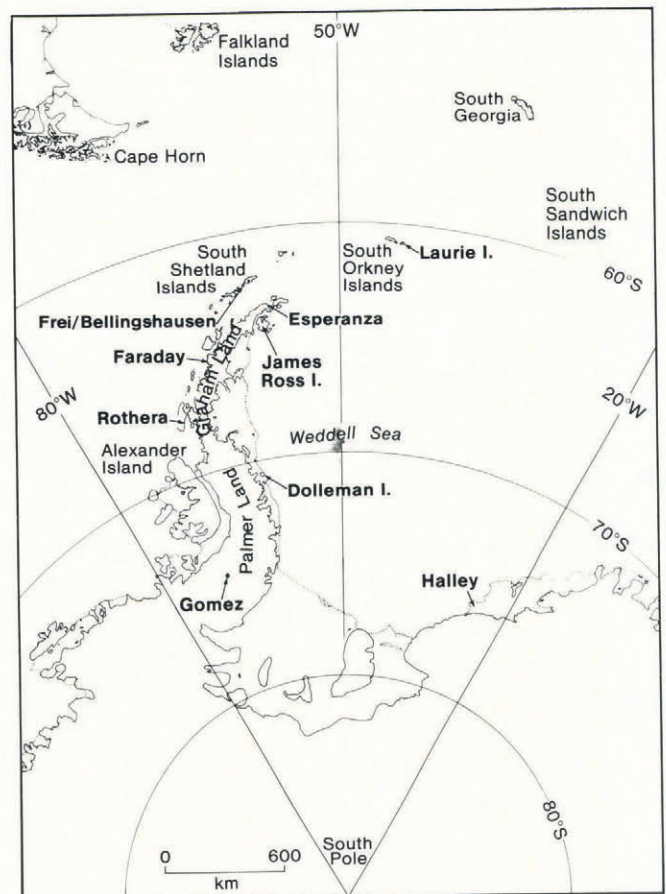 50°W
Falkland
Islands
South
Georgia
Cape Horn
South
Sandwich
Islands
South
Shetland
Islands
South
Orkney
Islands
Laurie I.
60°S
Frei/Bellingshausen
Esperanza
Graham Land
Faraday
James
Ross I.
80°W
20°W
Rothera
Weddell Sea
Alexander
Island
Dolleman I.
Palmer Land
70°S
Halley
Gomez
80°S
South
Pole
0 600
km